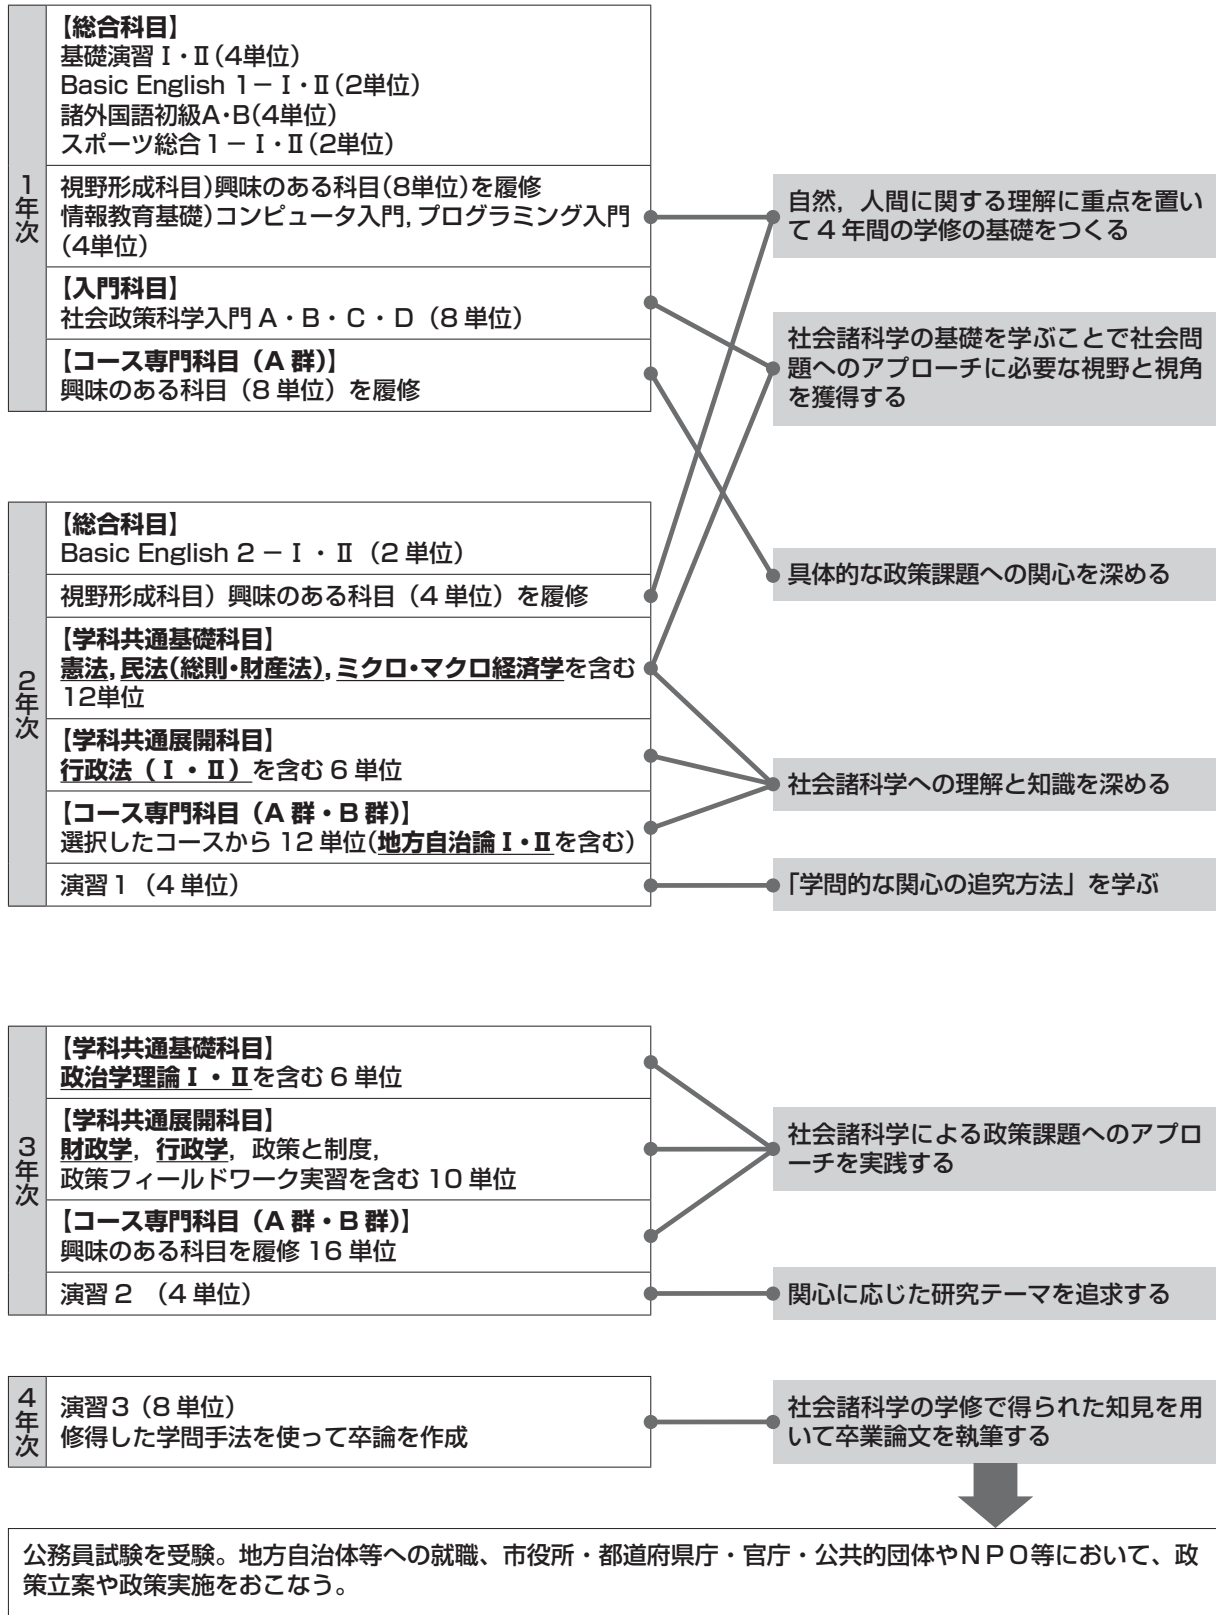 1年次
【総合科目】
基礎演習Ⅰ・Ⅱ(4単位)
Basic English 1－Ⅰ・Ⅱ(2単位)
諸外国語初級A・B(4単位)
スポーツ総合1－Ⅰ・Ⅱ(2単位)
視野形成科目)興味のある科目(8単位)を履修
情報教育基礎)コンピュータ入門,プログラミング入門
(4単位)
【入門科目】
社会政策科学入門 A・B・C・D（8 単位）
【コース専門科目（A 群）】
興味のある科目（8 単位）を履修
自然，人間に関する理解に重点を置い
て 4 年間の学修の基礎をつくる
社会諸科学の基礎を学ぶことで社会問
題へのアプローチに必要な視野と視角
を獲得する
具体的な政策課題への関心を深める
2年次
【総合科目】
Basic English 2 － Ⅰ ・ Ⅱ （2 単位）
視野形成科目）興味のある科目（4 単位）を履修
【学科共通基礎科目】
憲法,民法(総則・財産法),ミクロ・マクロ経済学を含む
12単位
【学科共通展開科目】
行政法（Ⅰ・Ⅱ）を含む 6 単位
【コース専門科目（A 群・B 群）】
選択したコースから 12 単位(地方自治論Ⅰ・Ⅱを含む)
演習 1 （4 単位）
社会諸科学への理解と知識を深める
「学問的な関心の追究方法」を学ぶ
3年次
【学科共通基礎科目】
政治学理論Ⅰ・Ⅱを含む 6 単位
【学科共通展開科目】
財政学，行政学，政策と制度，
政策フィールドワーク実習を含む 10 単位
【コース専門科目（A 群・B 群）】
興味のある科目を履修 16 単位
演習 2 （4 単位）
社会諸科学による政策課題へのアプロ
ーチを実践する
関心に応じた研究テーマを追求する
4年次
演習 3（8 単位）
修得した学問手法を使って卒論を作成
社会諸科学の学修で得られた知見を用
いて卒業論文を執筆する
公務員試験を受験。地方自治体等への就職、市役所・都道府県庁・官庁・公共的団体やＮＰＯ等において、政
策立案や政策実施をおこなう。